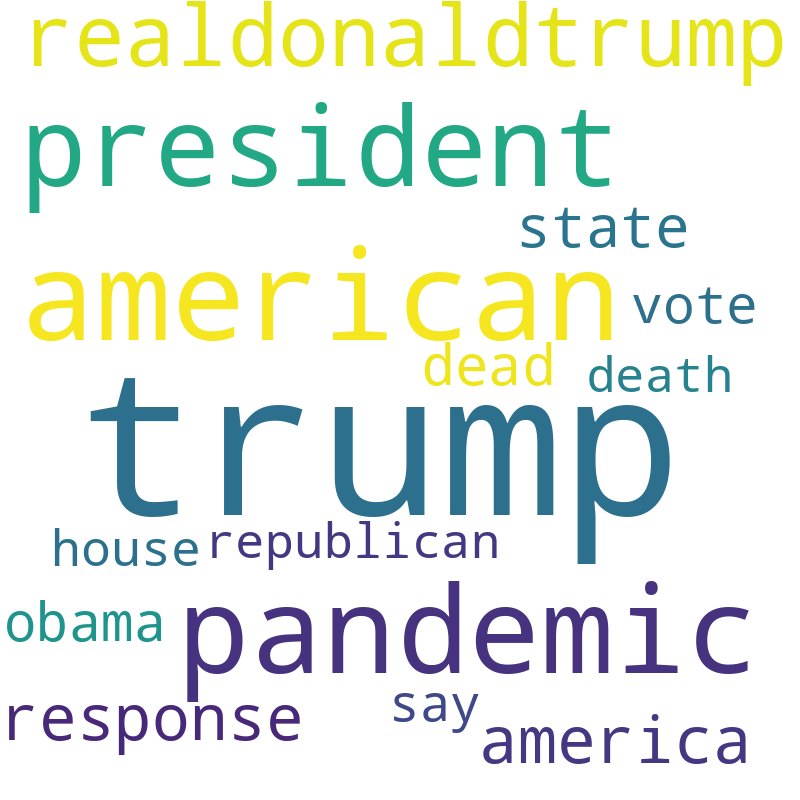 realdonaldtrump
president
state
american
vote
dead
death
trump
house
republican
obama
pandemic
response
say
america